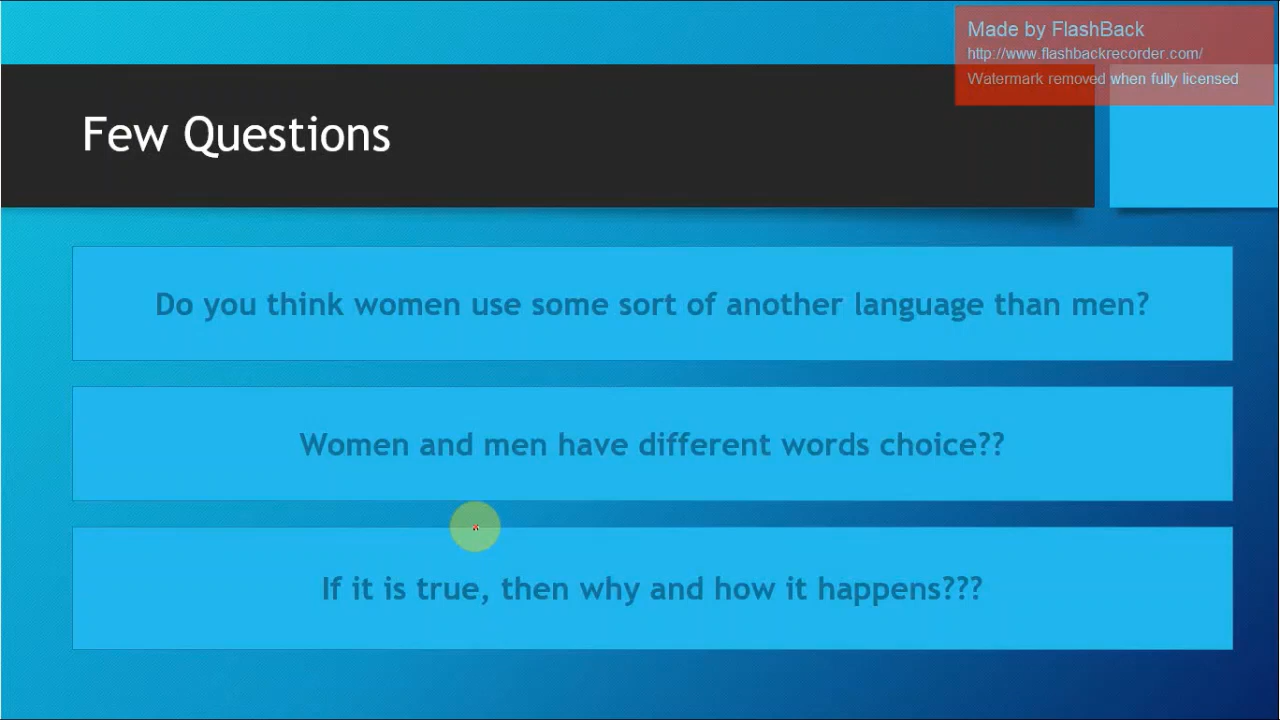 Made by FlashBack
http://www.flashbackrecorder.com/
Watermark removed when fully licensed
Few Questions
Do you think women use some sort of another language than men?
Women and men have different words choice??
If it is true, then why and how it happens???